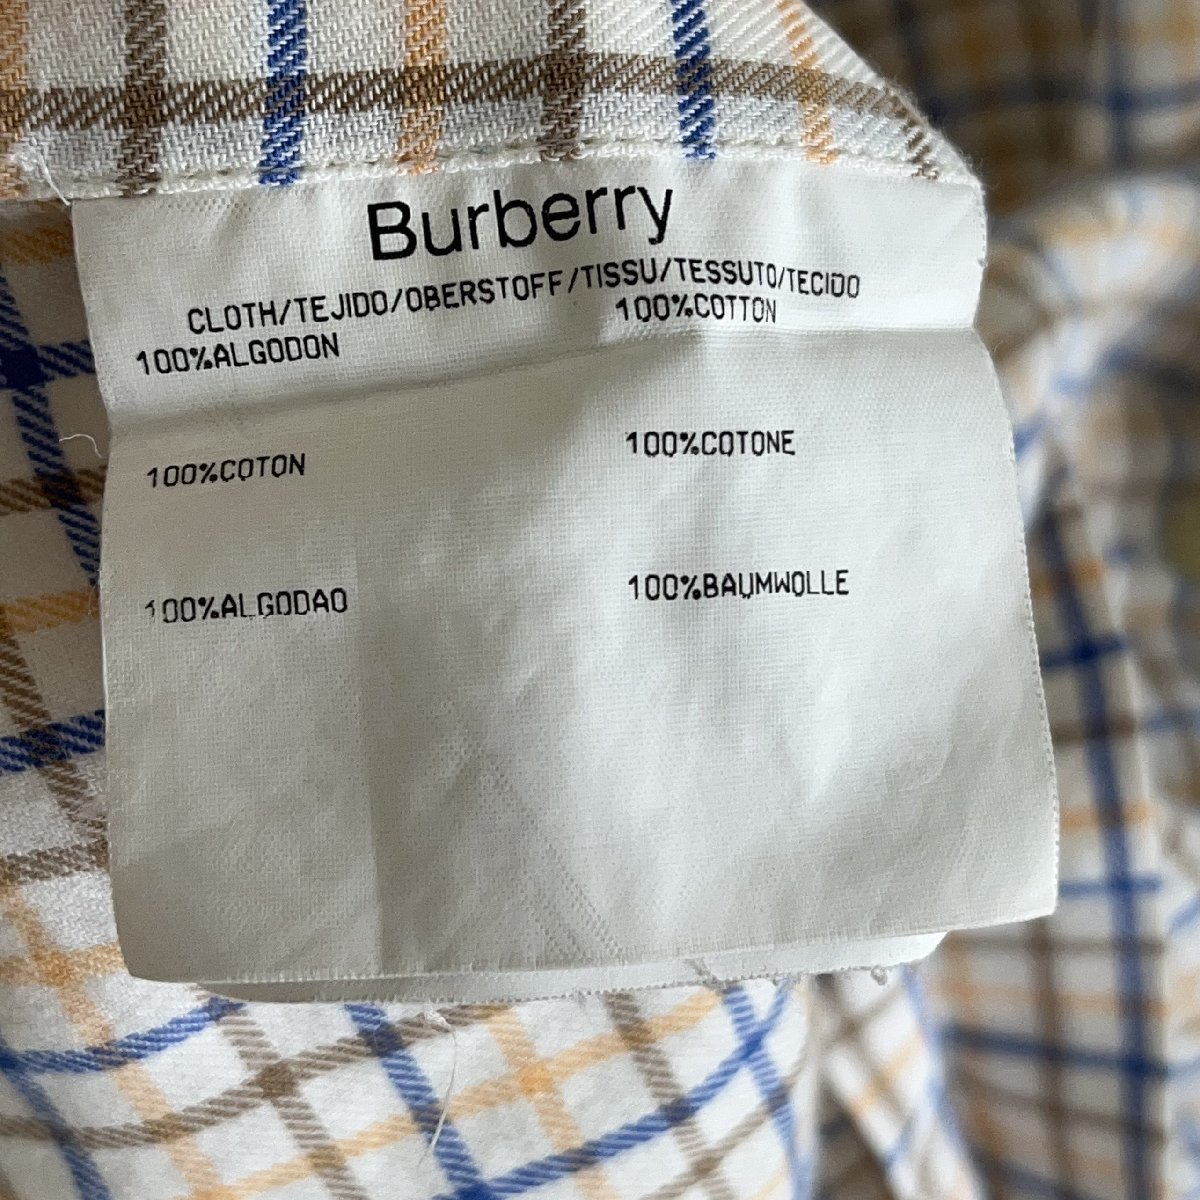 Burberry
CLOTH/TEJIDO/OBERSTOFF/TISSU/TESSUTO/TECIDO
100%ALGODON 100%COTTON
100%COTON 100%COTONE
100%ALGODAO 100%BAUMWOLLE